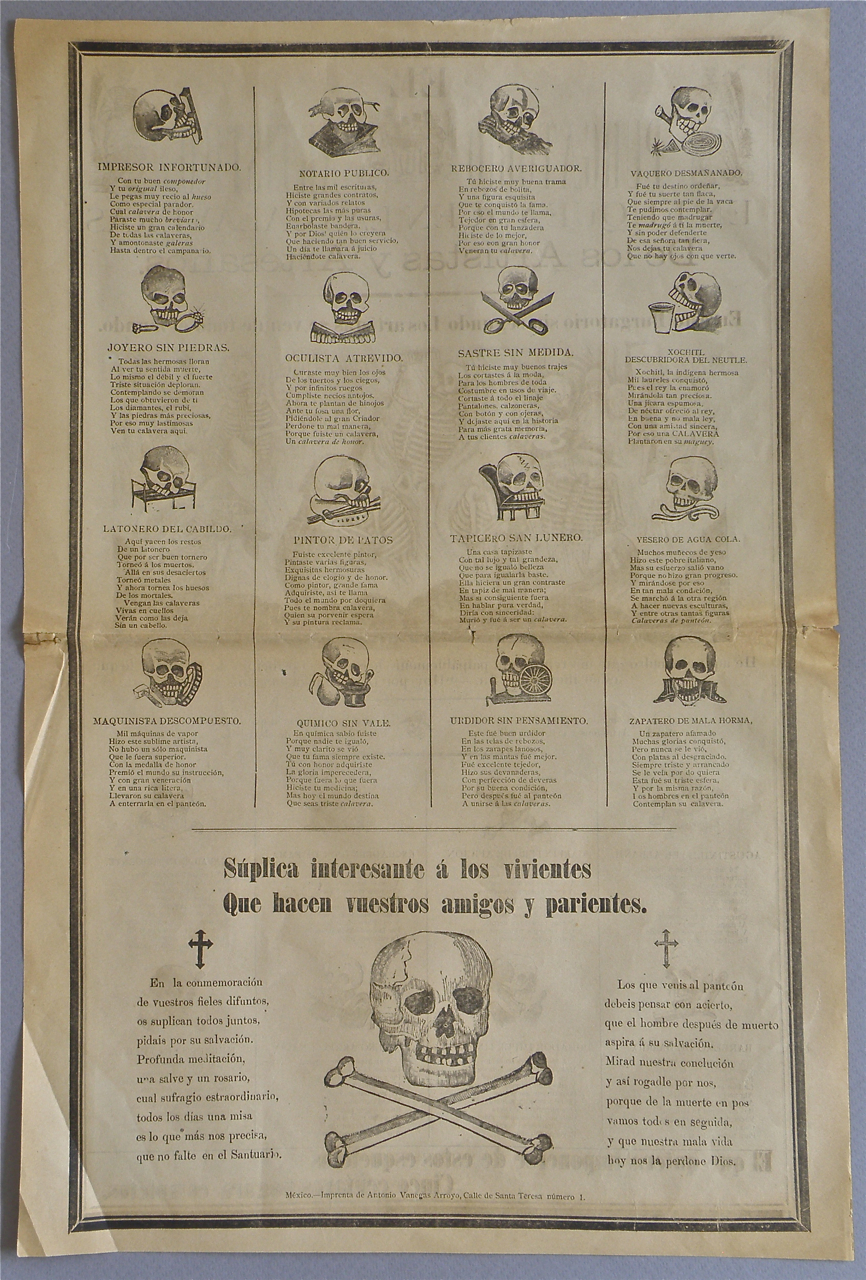 IMPRESOR INFORTUNADO.
Con tu buen componedor
Y tu original ileso,
Le pegas muy recio al hueso
Como especial parador.
Cual calavera de honor
Paraste mucho breviario,
Hiciste un gran calendario
De todas las calaveras,
Y amontonaste galeras
Hasta dentro el campanario.
NOTARIO PUBLICO.
Entre las mil escrituras,
Hiciste grandes contratos,
Y con variados relatos
Hipotecas las más puras
Con el premio y las usuras,
Enarbolaste bandera,
Y por Dios! quién lo creyera
Que haciendo tan buen servicio,
Un día te llamara á juicio
Haciéndote calavera.
REBOCERO AVERIGUADOR.
Tú hiciste muy buena trama
En rebozos de bolita,
Y una figura esquisita
Que te conquistó la fama.
Por eso el mundo te llama,
Tejedor en gran esfera,
Porque con tu lanzadera
Hiciste de lo mejor,
Por eso con gran honor
Veneran tu calavera.
VAQUERO DESMAÑANADO,
Fué tu destino ordeñar,
Y fué tu suerte tan flaca,
Que siempre al pie de la vaca
Te pudimos contemplar.
Teniendo que madrugar
Te madrugó á tí la muerte,
Y sin poder defenderte
De esa señora tan fiera,
Nos dejas tu calavera
Que no hay ojos con que verte.
JOYERO SIN PIEDRAS.
Todas las hermosas lloran
Al ver tu sentida muerte,
Lo mismo el débil y el fuerte
Triste situación deploran.
Contemplando se demoran
Los que obtuvieron de tí
Los diamantes, el rubí,
Y las piedras más preciosas,
Por eso muy lastimosas
Ven tu calavera aquí.
OCULISTA ATREVIDO.
Curaste muy bien los ojos
De los tuertos y los ciegos,
Y por infinitos ruegos
Cumpliste necios antojos.
Ahora te plantan de hinojos
Ante tu fosa una flor,
Pidiéndole al gran Criador
Perdone tu mal manera,
Porque fuiste un calavera,
Un calavera de honor.
SASTRE SIN MEDIDA.
Tú hiciste muy buenos trajes
Los cortastes á la moda,
Para los hombres de toda
Costumbre en usos de viaje.
Cortaste á todo el linaje
Pantalones, calzoneras,
Con botón y con ojeras,
Y dejaste aquí en la historia
Para más grata memoria,
A tus clientes calaveras.
XOCHITL
DESCUBRIDORA DEL NEUTLE.
Xochitl, la indígena hermosa
Mil laureles conquistó,
Pues el rey la enamoró
Mirándola tan preciosa.
Una jícara espumosa,
De néctar ofreció al rey,
En buena y no mala ley,
Con una amistad sincera,
Por eso una CALAVERA
Plantaron en su maguey.
LATONERO DEL CABILDO.
Aquí yacen los restos
De un latonero
Que por ser buen tornero
Torneó á los muertos.
Allá en sus desaciertos
Torneó metales
Y ahora tornea los huesos
De los mortales.
Vengan las calaveras
Vivas en cuellos
Verán como las deja
Sin un cabello.
PINTOR DE PATOS
Fuiste excelente pintor,
Pintaste varias figuras,
Exquisitas hermosuras
Dignas de elogio y de honor.
Como pintor, grande fama
Adquiriste, así te llama
Todo el mundo por doquiera
Pues te nombra calavera,
Quien su porvenir espera
Y su pintura reclama.
TAPICERO SAN LUNERO.
Una casa tapizaste
Con tal lujo y tal grandeza,
Que no se igualó belleza
Que para igualarla baste.
Ella hiciera un gran contraste
En tapiz de mal manera;
Mas su consiguiente fuera
En hablar pura verdad,
Diría con sinceridad:
Murió y fué á ser un calavera.
YESERO DE AGUA COLA.
Muchos muñecos de yeso
Hizo este pobre italiano,
Mas su esfuerzo salió vano
Porque no hizo gran progreso.
Y mirándose por eso
En tan mala condición,
Se marchó á la otra región
A hacer nuevas esculturas,
Y entre otras tantas figuras
Calaveras de panteón.
MAQUINISTA DESCOMPUESTO.
Mil máquinas de vapor
Hizo este sublime artista,
No hubo un sólo maquinista
Que le fuera superior.
Con la medalla de honor
Premió el mundo su instrucción,
Y con gran veneración
Y en una rica litera,
Llevaron su calavera
A enterrarla en el panteón.
QUIMICO SIN VALE.
En química sabio fuiste
Porque nadie te igualó,
Y muy clarito se vió
Que tu fama siempre existe.
Tú con honor adquiriste
La gloria imperecedera,
Porque fuera lo que fuera
Hiciste tu medicina;
Mas hoy el mundo destina
Que seas triste calavera.
URDIDOR SIN PENSAMIENTO.
Este fué buen urdidor
En las telas de rebozos,
En los zarapes lanosos,
Y en las mantas fué mejor.
Fué excelente tejedor,
Hizo sus devanaderas,
Con perfección de deveras
Por su buena condición,
Pero después fué al panteón
A unirse á las calaveras.
ZAPATERO DE MALA HORMA,
Un zapatero afamado
Muchas glorias conquistó,
Pero nunca se le vió,
Con platas al desgraciado.
Siempre triste y arrancado
Se le veía por do quiera
Esta fué su triste esfera,
Y por la misma razón,
Los hombres en el panteón
Contemplan su calavera.
Súplica interesante á los vivientes
Que hacen vuestros amigos y parientes.
En la conmemoración
de vuestros fieles difuntos,
os suplican todos juntos,
pidais por su salvación.
Profunda meditación,
una salve y un rosario,
cual sufragio estraordinario,
todos los días una misa
es lo que más nos precisa,
que no falte en el Santuario.
Los que venis al panteón
debeis pensar con acierto,
que el hombre después de muerto
aspira á su salvación.
Mirad nuestra conclución
y así rogadle por nos,
porque de la muerte en pos
vamos todos en seguida,
y que nuestra mala vida
hoy nos la perdone Dios.
México.—Imprenta de Antonio Vanegas Arroyo, Calle de Santa Teresa número 1.